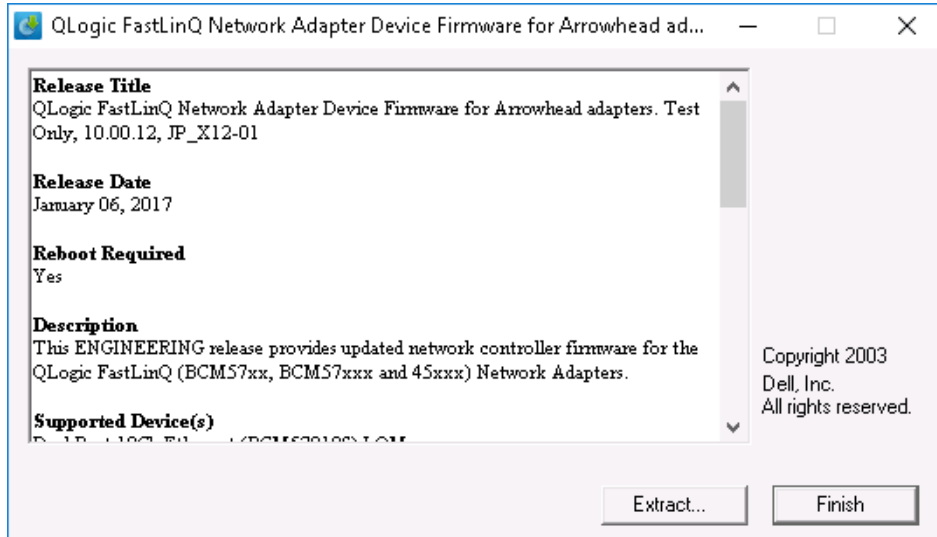 QLogic FastLinQ Network Adapter Device Firmware for Arrowhead ad...
Release Title
QLogic FastLinQ Network Adapter Device Firmware for Arrowhead adapters. Test
Only, 10.00.12, JP_X12-01
Release Date
January 06, 2017
Reboot Required
Yes
Description
This ENGINEERING release provides updated network controller firmware for the
QLogic FastLinQ (BCM57xx, BCM57xxx and 45xxx) Network Adapters.
Supported Device(s)
Copyright 2003
Dell, Inc.
All rights reserved.
Extract...
Finish